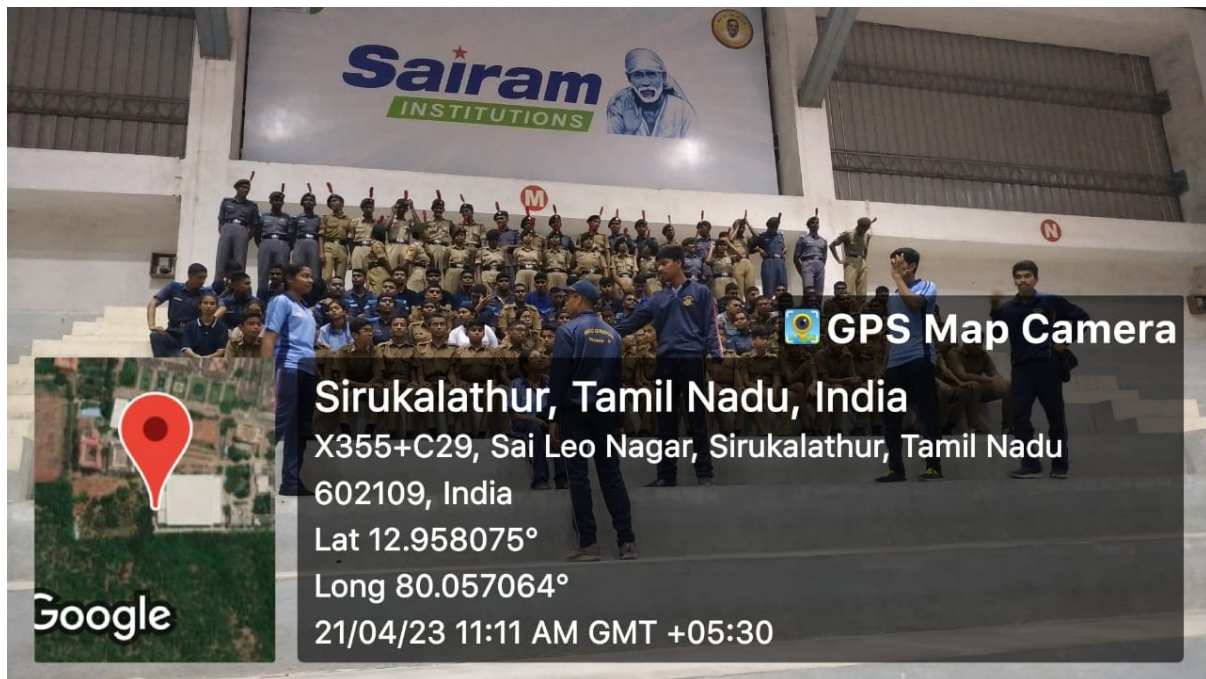 Sairam
INSTITUTIONS
M
N
GPS Map Camera
Sirukalathur, Tamil Nadu, India
X355+C29, Sai Leo Nagar, Sirukalathur, Tamil Nadu
602109, India
Lat 12.958075°
Long 80.057064°
21/04/23 11:11 AM GMT +05:30
Google